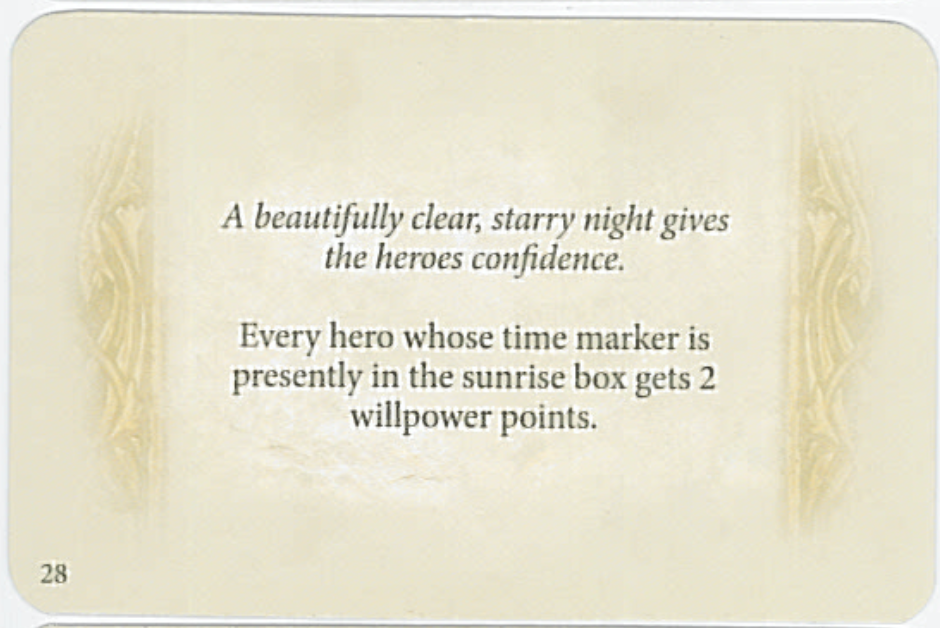 A beautifully clear, starry night gives
the heroes confidence.
Every hero whose time marker is
presently in the sunrise box gets 2
willpower points.
28